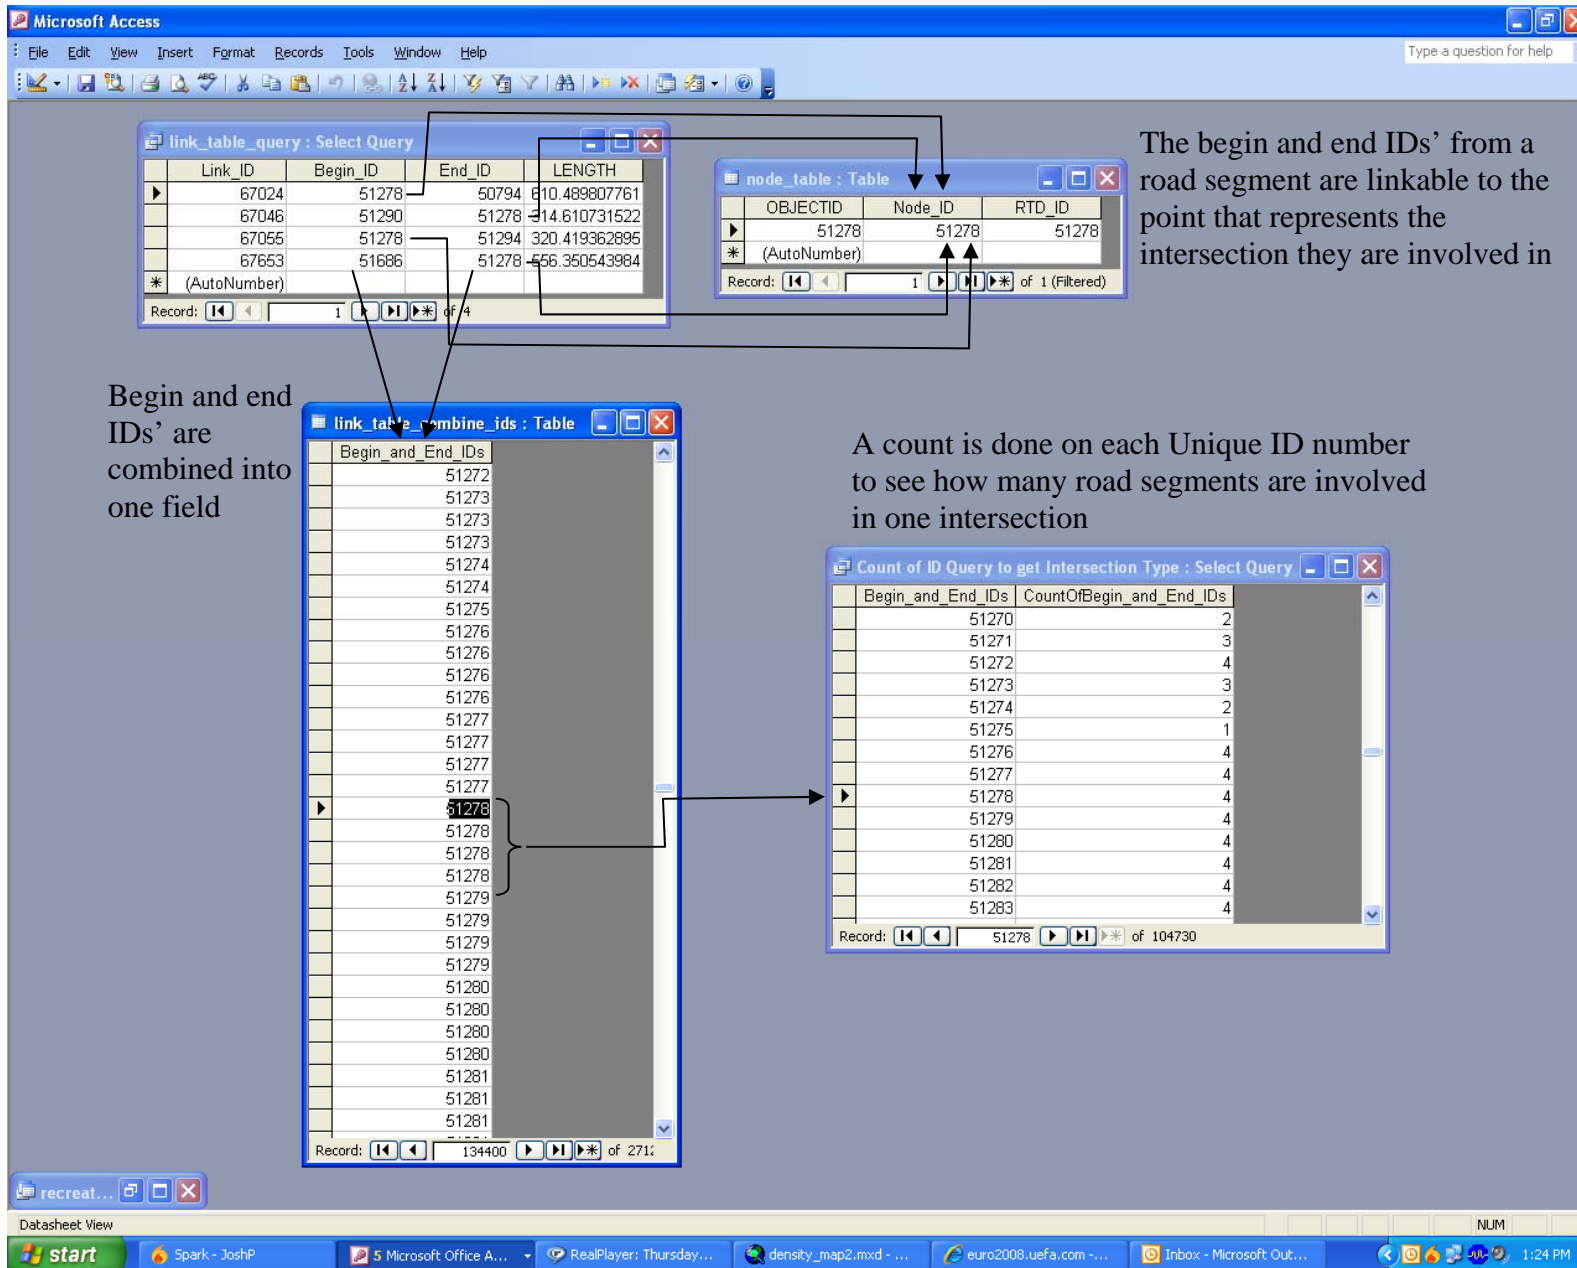 Microsoft Access
File Edit View Insert Format Records Tools Window Help
Type a question for help
link_table_query : Select Query
Link_ID Begin_ID End_ID LENGTH
67024 51278 50794 610.489807761
67046 51290 51278 314.610731522
67055 51278 51294 320.419362895
67653 51686 51278 556.350543984
(AutoNumber)
Record: 1 of 4
node_table : Table
OBJECTID Node_ID RTD_ID
51278 51278 51278
(AutoNumber)
Record: 1 of 1 (Filtered)
The begin and end IDs’ from a
road segment are linkable to the
point that represents the
intersection they are involved in
Begin and end
IDs’ are
combined into
one field
link_table_combine_ids : Table
Begin_and_End_IDs
51272
51273
51273
51273
51274
51274
51275
51276
51276
51276
51276
51277
51277
51277
51277
51278
51278
51278
51278
51279
51279
51279
51279
51280
51280
51280
51280
51281
51281
51281
Record: 134400 of 2712
A count is done on each Unique ID number
to see how many road segments are involved
in one intersection
Count of ID Query to get Intersection Type : Select Query
Begin_and_End_IDs CountOfBegin_and_End_IDs
51270 2
51271 3
51272 4
51273 3
51274 2
51275 1
51276 4
51277 4
51278 4
51279 4
51280 4
51281 4
51282 4
51283 4
Record: 51278 of 104730
recreat...
Datasheet View
NUM
start
Spark - JoshP
5 Microsoft Office A...
RealPlayer: Thursday...
density_map2.mxd - ...
euro2008.uefa.com -...
Inbox - Microsoft Out...
1:24 PM